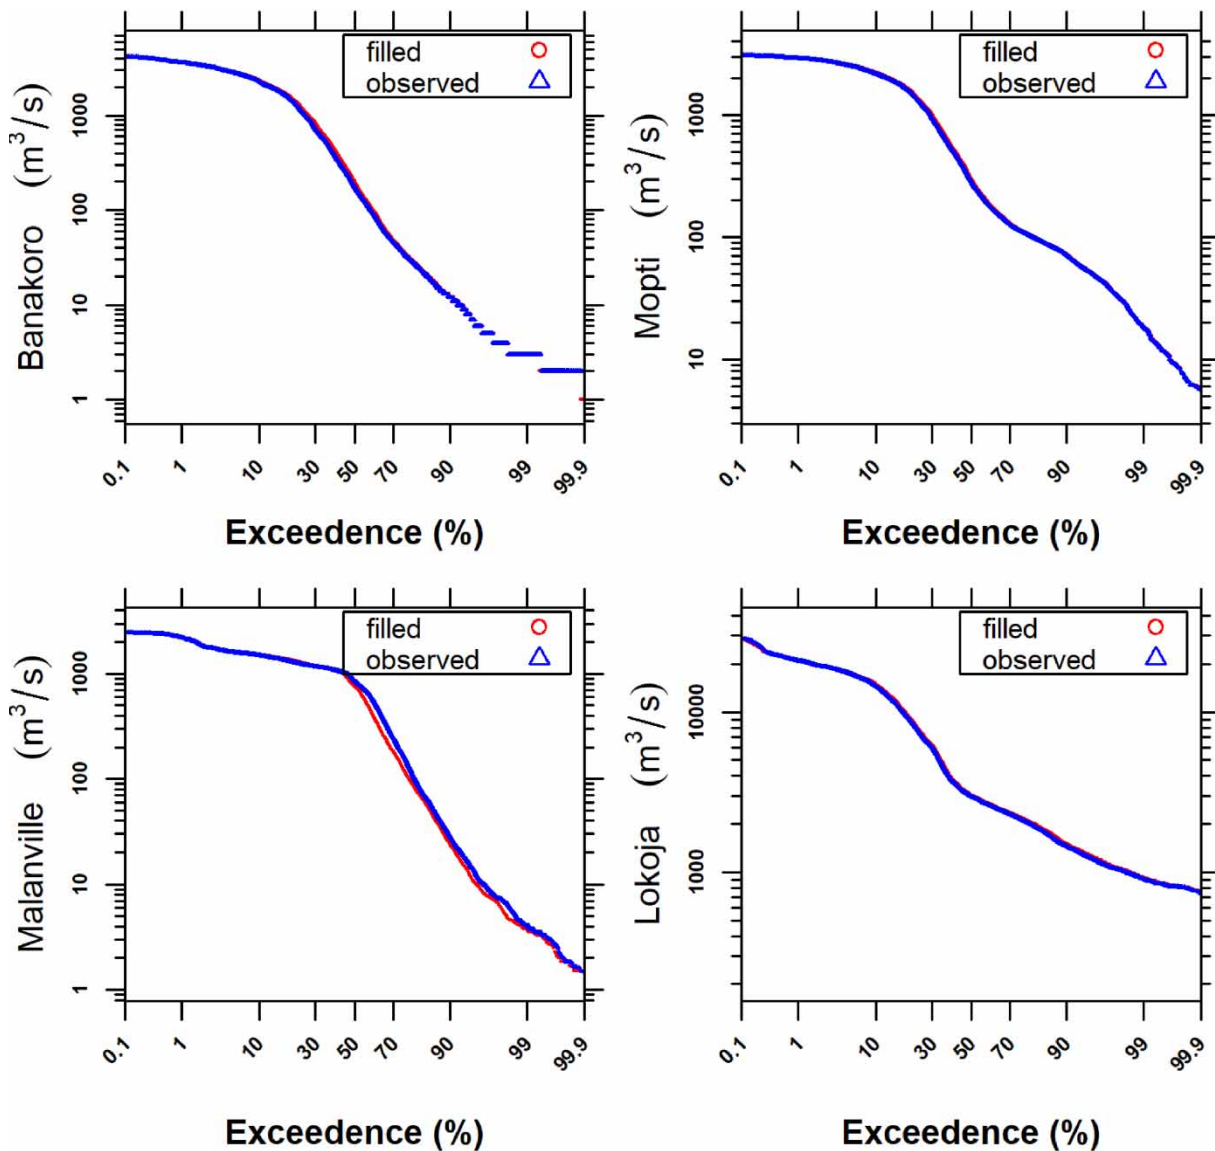 filled
observed
Banakoro (m³/s)
1000
100
10
1
0.1 1 10 30 50 70 90 99 99.9
Exceedence (%)
filled
observed
Mopti (m³/s)
1000
100
10
0.1 1 10 30 50 70 90 99 99.9
Exceedence (%)
filled
observed
Malanville (m³/s)
1000
100
10
1
0.1 1 10 30 50 70 90 99 99.9
Exceedence (%)
filled
observed
Lokoja (m³/s)
10000
1000
0.1 1 10 30 50 70 90 99 99.9
Exceedence (%)